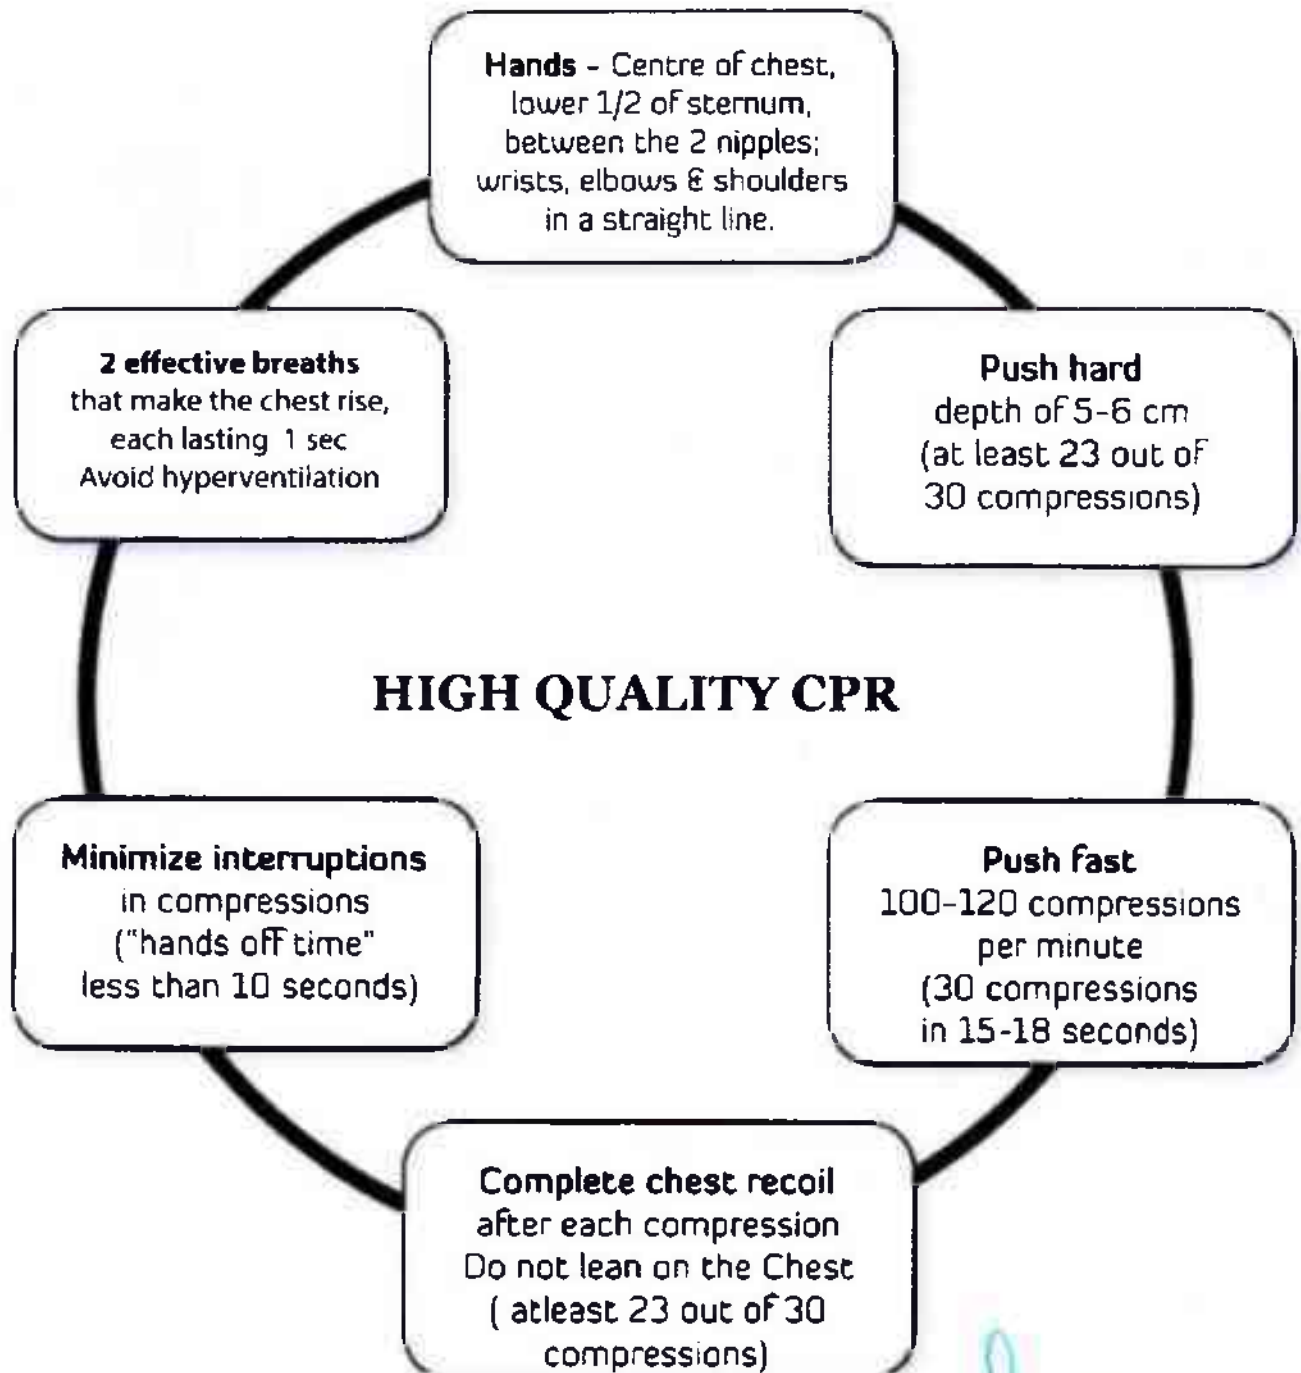 Hands - Centre of chest,
lower 1/2 of sternum,
between the 2 nipples;
wrists, elbows & shoulders
in a straight line.
Push hard
depth of 5-6 cm
(at least 23 out of
30 compressions)
Push fast
100-120 compressions
per minute
(30 compressions
in 15-18 seconds)
Complete chest recoil
after each compression
Do not lean on the Chest
( atleast 23 out of 30
compressions)
Minimize interruptions
in compressions
("hands off time"
less than 10 seconds)
2 effective breaths
that make the chest rise,
each lasting 1 sec
Avoid hyperventilation
HIGH QUALITY CPR